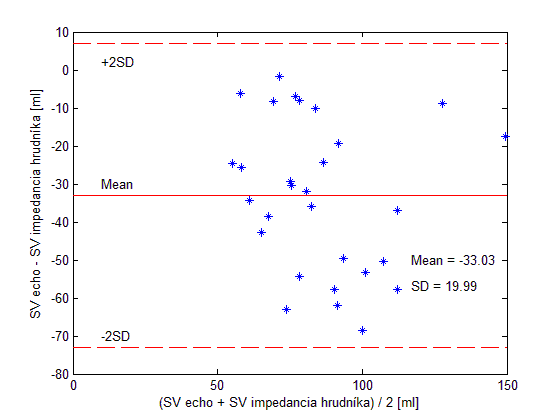 10
0
-10
-20
-30
-40
-50
-60
-70
-80
SV echo - SV impedancia hrudníka [ml]
+2SD
Mean
Mean = -33.03
SD = 19.99
-2SD
0
50
100
150
(SV echo + SV impedancia hrudníka) / 2 [ml]